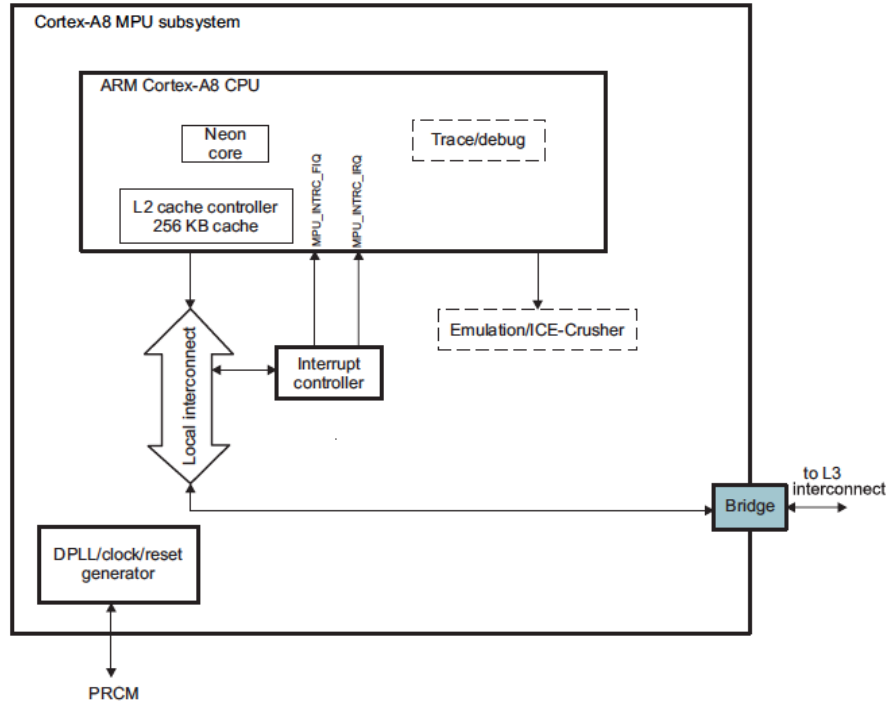 Cortex-A8 MPU subsystem
ARM Cortex-A8 CPU
Neon
core
Trace/debug
L2 cache controller
256 KB cache
MPU_INTRC_FIQ
MPU_INTRC_IRQ
Emulation/ICE-Crusher
Local interconnect
Interrupt
controller
to L3
interconnect
Bridge
DPLL/clock/reset
generator
PRCM